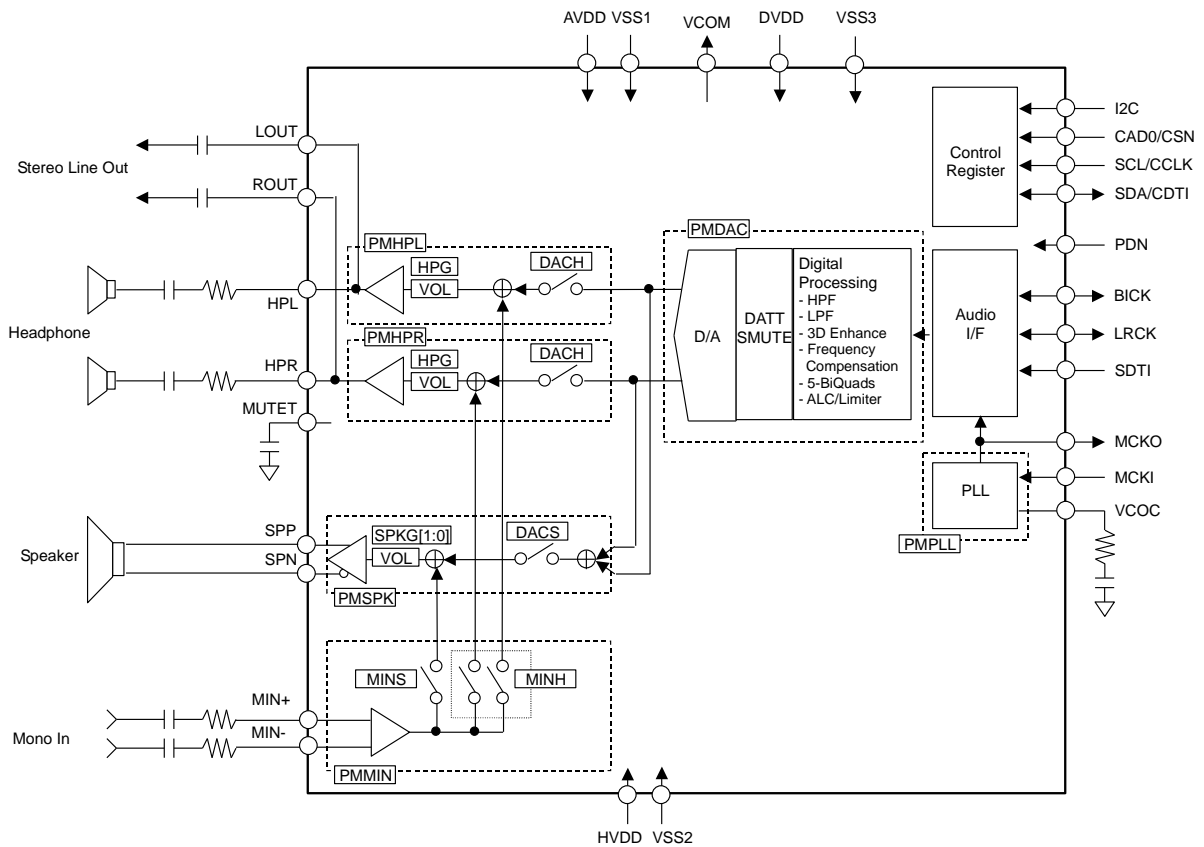 AVDD VSS1 VCOM DVDD VSS3
I2C
CAD0/CSN
SCL/CCLK
SDA/CDTI
Control
Register
LOUT
Stereo Line Out
ROUT
PDN
PMHPL
HPG
VOL
DACH
PMDAC
D/A
DATT
SMUTE
Digital
Processing
- HPF
- LPF
- 3D Enhance
- Frequency
Compensation
- 5-BiQuads
- ALC/Limiter
Audio
I/F
BICK
LRCK
SDTI
HPL
Headphone
HPR
PMHPR
HPG
VOL
DACH
MUTET
MCKO
MCKI
VCOC
PLL
PMPLL
SPP
Speaker
SPN
SPKG[1:0]
VOL
DACS
PMSPK
MINS
MINH
MIN+
Mono In
MIN-
PMMIN
HVDD VSS2